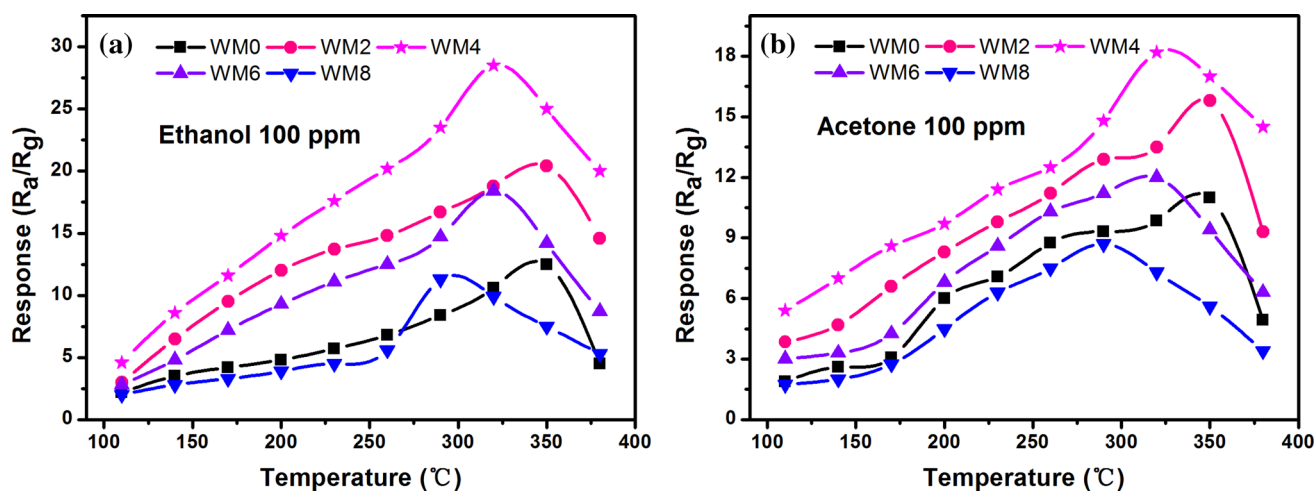 (a)
WM0 WM2 WM4
WM6 WM8
Ethanol 100 ppm
Response (Ra/Rg)
30
25
20
15
10
5
0
100 150 200 250 300 350 400
Temperature (℃)
(b)
WM0 WM2 WM4
WM6 WM8
Acetone 100 ppm
Response (Ra/Rg)
18
15
12
9
6
3
0
100 150 200 250 300 350 400
Temperature (℃)